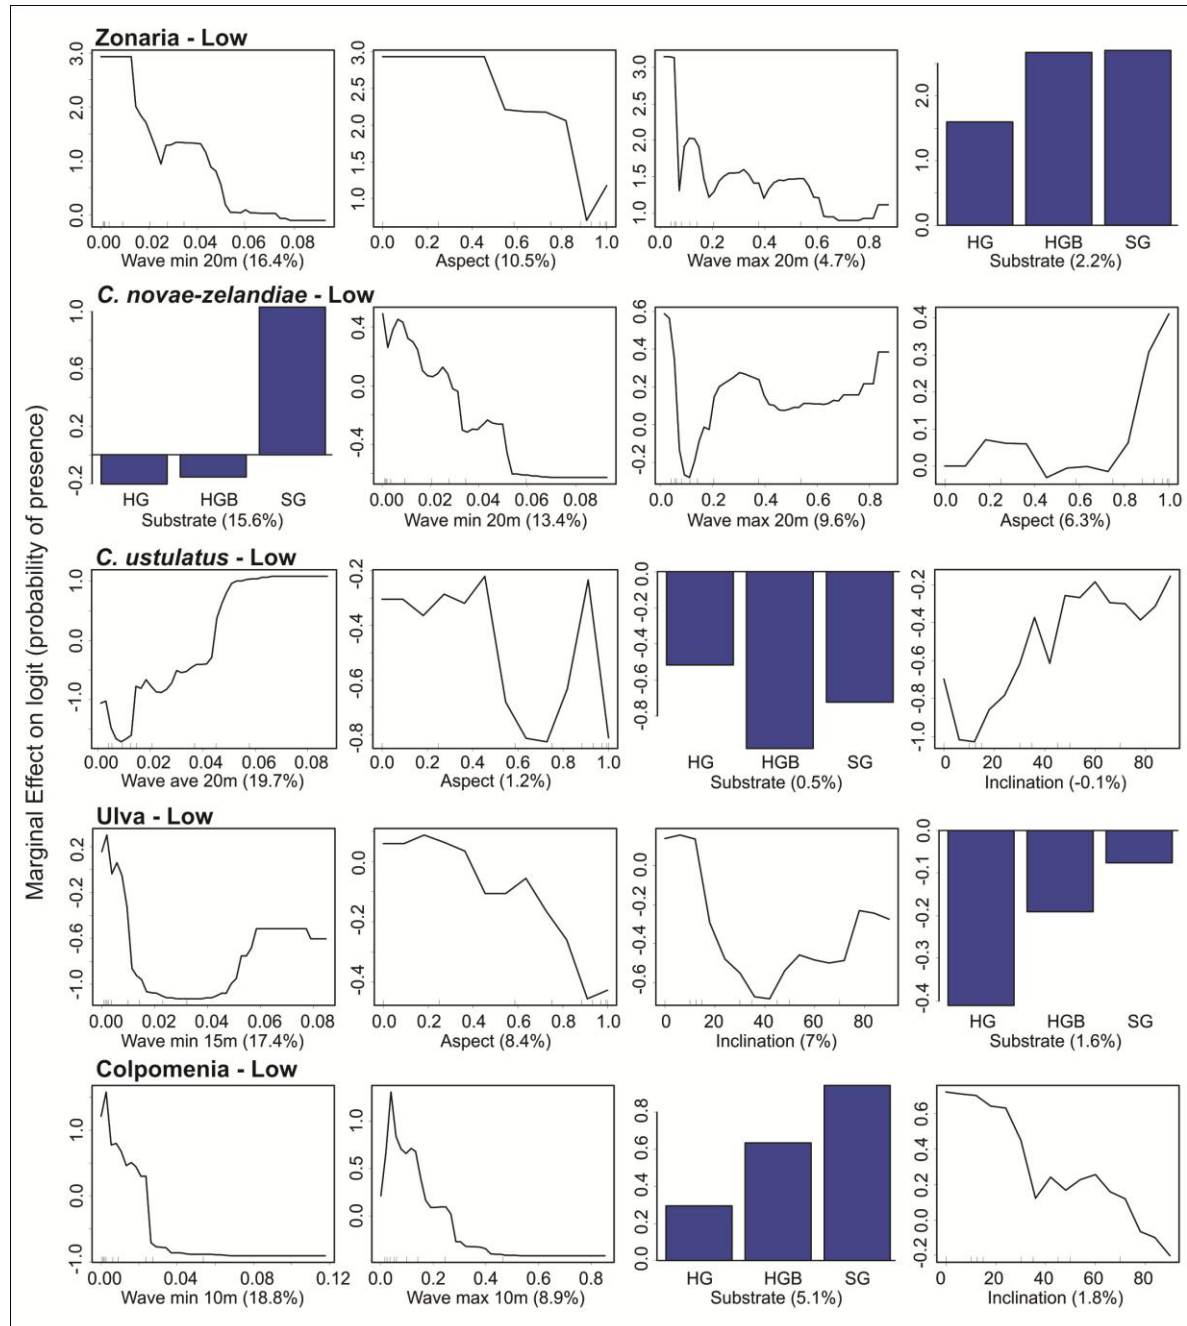 Marginal Effect on logit (probability of presence)
Zonaria - Low
3.0 2.0 1.0 0.0
0.00 0.02 0.04 0.06 0.08
Wave min 20m (16.4%)
3.0 2.5 2.0 1.5 1.0
0.0 0.2 0.4 0.6 0.8 1.0
Aspect (10.5%)
3.0 2.5 2.0 1.5 1.0
0.0 0.2 0.4 0.6 0.8
Wave max 20m (4.7%)
2.0 1.0 0.0
HG HGB SG
Substrate (2.2%)
C. novae-zelandiae - Low
1.0 0.6 0.2 -0.2
HG HGB SG
Substrate (15.6%)
0.4 0.0 -0.4
0.00 0.02 0.04 0.06 0.08
Wave min 20m (13.4%)
0.6 0.4 0.2 0.0 -0.2
0.0 0.2 0.4 0.6 0.8
Wave max 20m (9.6%)
0.4 0.3 0.2 0.1 0.0
0.0 0.2 0.4 0.6 0.8 1.0
Aspect (6.3%)
C. ustulatus - Low
1.0 0.0 -1.0
0.00 0.02 0.04 0.06 0.08
Wave ave 20m (19.7%)
-0.2 -0.4 -0.6 -0.8
0.0 0.2 0.4 0.6 0.8 1.0
Aspect (1.2%)
0.0 -0.2 -0.4 -0.6 -0.8
HG HGB SG
Substrate (0.5%)
-0.2 -0.4 -0.6 -0.8 -1.0
0 20 40 60 80
Inclination (-0.1%)
Ulva - Low
0.2 -0.2 -0.6 -1.0
0.00 0.02 0.04 0.06 0.08
Wave min 15m (17.4%)
0.0 -0.2 -0.4
0.0 0.2 0.4 0.6 0.8 1.0
Aspect (8.4%)
0.0 -0.2 -0.4 -0.6
0 20 40 60 80
Inclination (7%)
0.0 -0.1 -0.2 -0.3 -0.4
HG HGB SG
Substrate (1.6%)
Colpomenia - Low
1.0 0.0 -1.0
0.00 0.04 0.08 0.12
Wave min 10m (18.8%)
1.0 0.5 0.0
0.0 0.2 0.4 0.6 0.8
Wave max 10m (8.9%)
0.8 0.6 0.4 0.2 0.0
HG HGB SG
Substrate (5.1%)
0.6 0.4 0.2 0.0 -0.2
0 20 40 60 80
Inclination (1.8%)